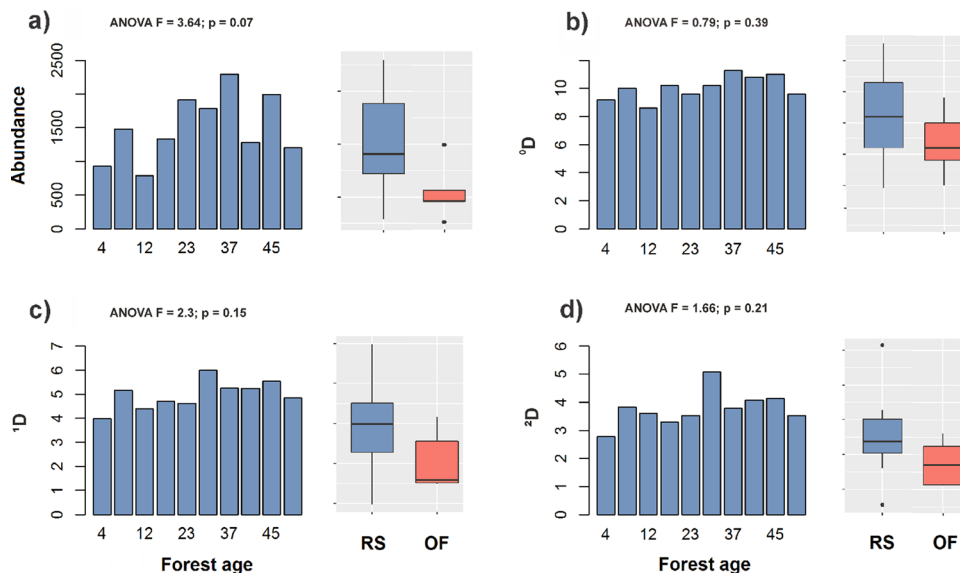 a)
ANOVA F = 3.64; p = 0.07
Abundance
2500
1500
500
0
4 12 23 37 45
b)
ANOVA F = 0.79; p = 0.39
⁰D
10
8
6
4
2
0
4 12 23 37 45
c)
ANOVA F = 2.3; p = 0.15
¹D
7
6
5
4
3
2
1
0
4 12 23 37 45
Forest age
RS OF
d)
ANOVA F = 1.66; p = 0.21
²D
6
5
4
3
2
1
0
4 12 23 37 45
Forest age
RS OF